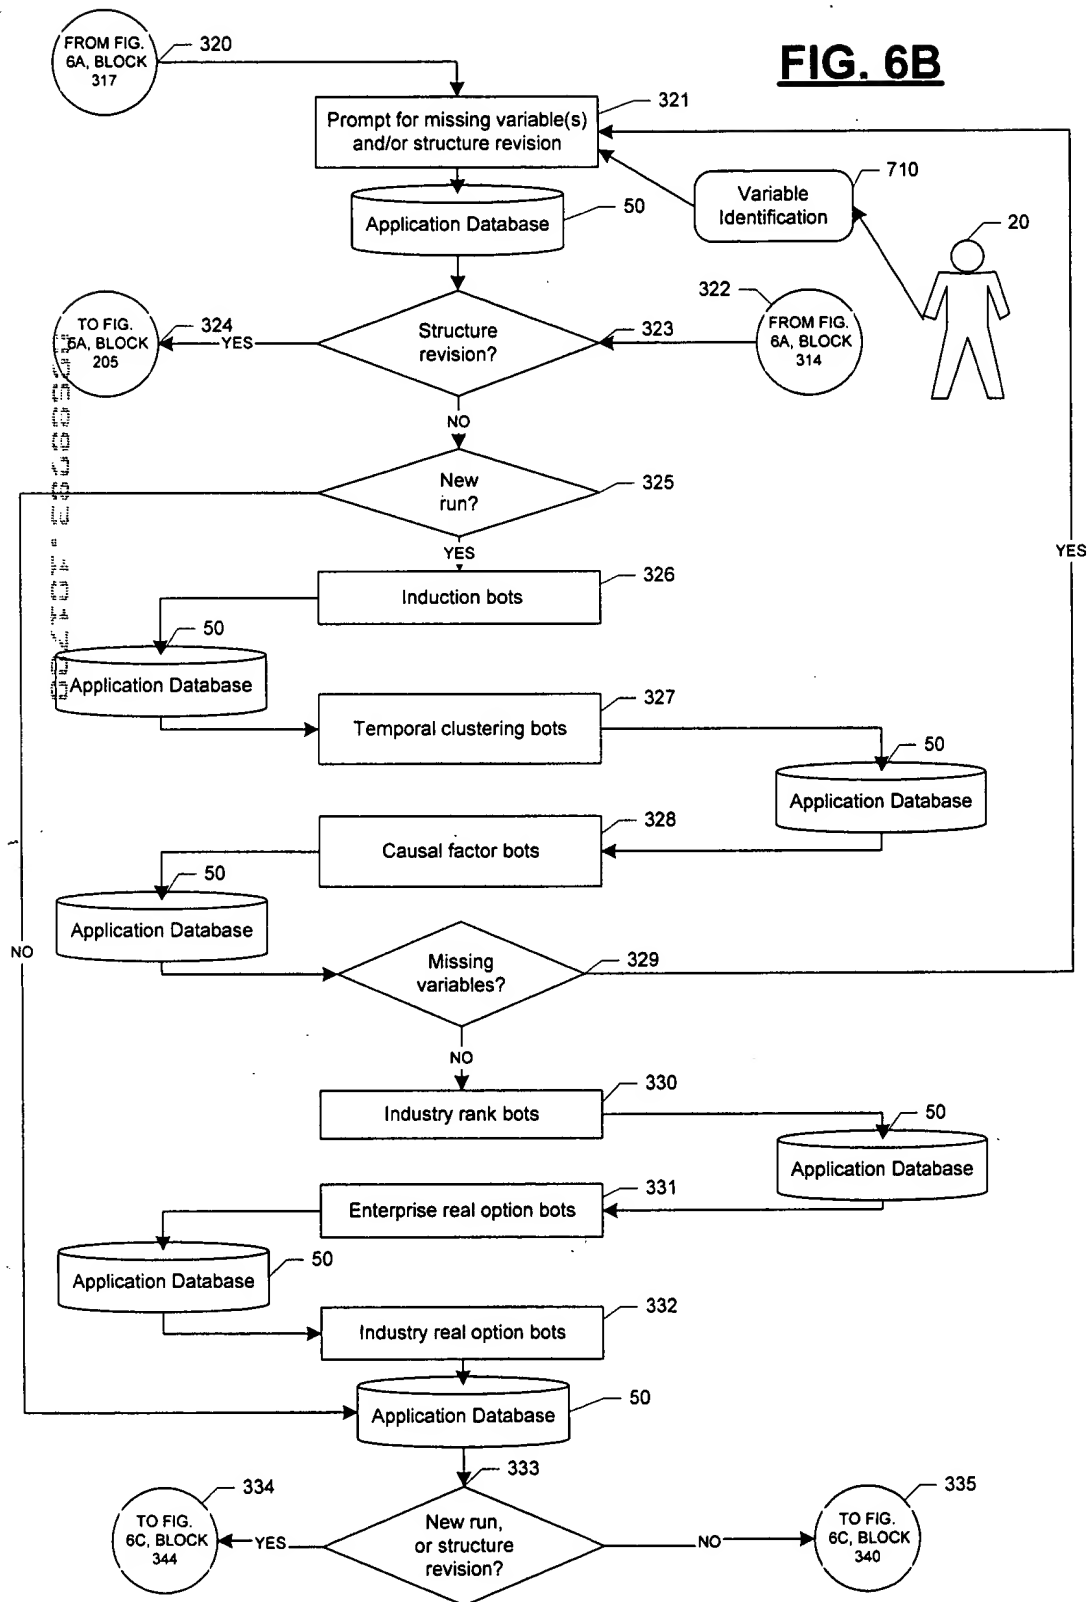 FROM FIG.
6A, BLOCK
317
320
FIG. 6B
Prompt for missing variable(s)
and/or structure revision
321
Application Database
50
Variable
Identification
710
20
TO FIG.
5A, BLOCK
205
324
YES
Structure
revision?
323
322
FROM FIG.
6A, BLOCK
314
NO
New
run?
325
YES
YES
Induction bots
326
50
Application Database
Temporal clustering bots
327
50
Application Database
Causal factor bots
328
50
Application Database
NO
Missing
variables?
329
NO
Industry rank bots
330
50
Application Database
Enterprise real option bots
331
50
Application Database
Industry real option bots
332
Application Database
50
333
334
TO FIG.
6C, BLOCK
344
YES
New run,
or structure
revision?
NO
335
TO FIG.
6C, BLOCK
340